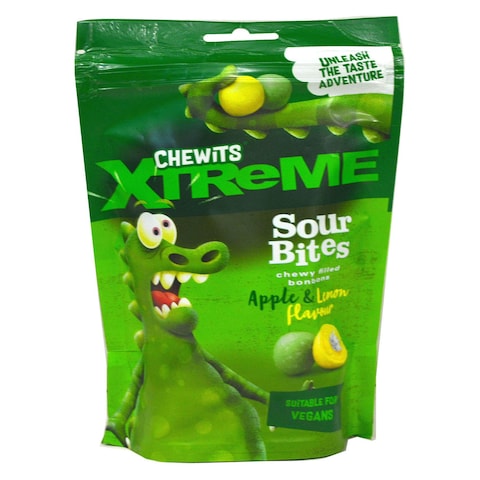 UNLEASH
THE TASTE
ADVENTURE
CHEWITS
XTReME
Sour
Bites
chewy filled
bonbons
Apple & Lemon
flavour
SUITABLE FOR
VEGANS